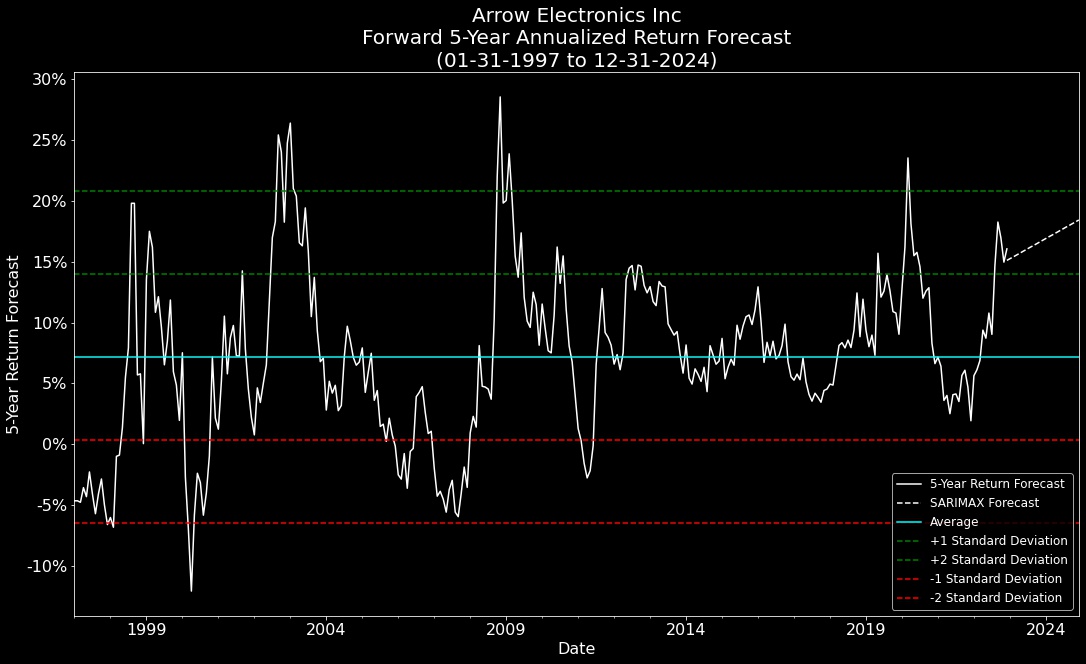 Arrow Electronics Inc
Forward 5-Year Annualized Return Forecast
(01-31-1997 to 12-31-2024)
5-Year Return Forecast
30%
25%
20%
15%
10%
5%
0%
-5%
-10%
5-Year Return Forecast
SARIMAX Forecast
Average
+1 Standard Deviation
+2 Standard Deviation
-1 Standard Deviation
-2 Standard Deviation
1999
2004
2009
2014
2019
2024
Date